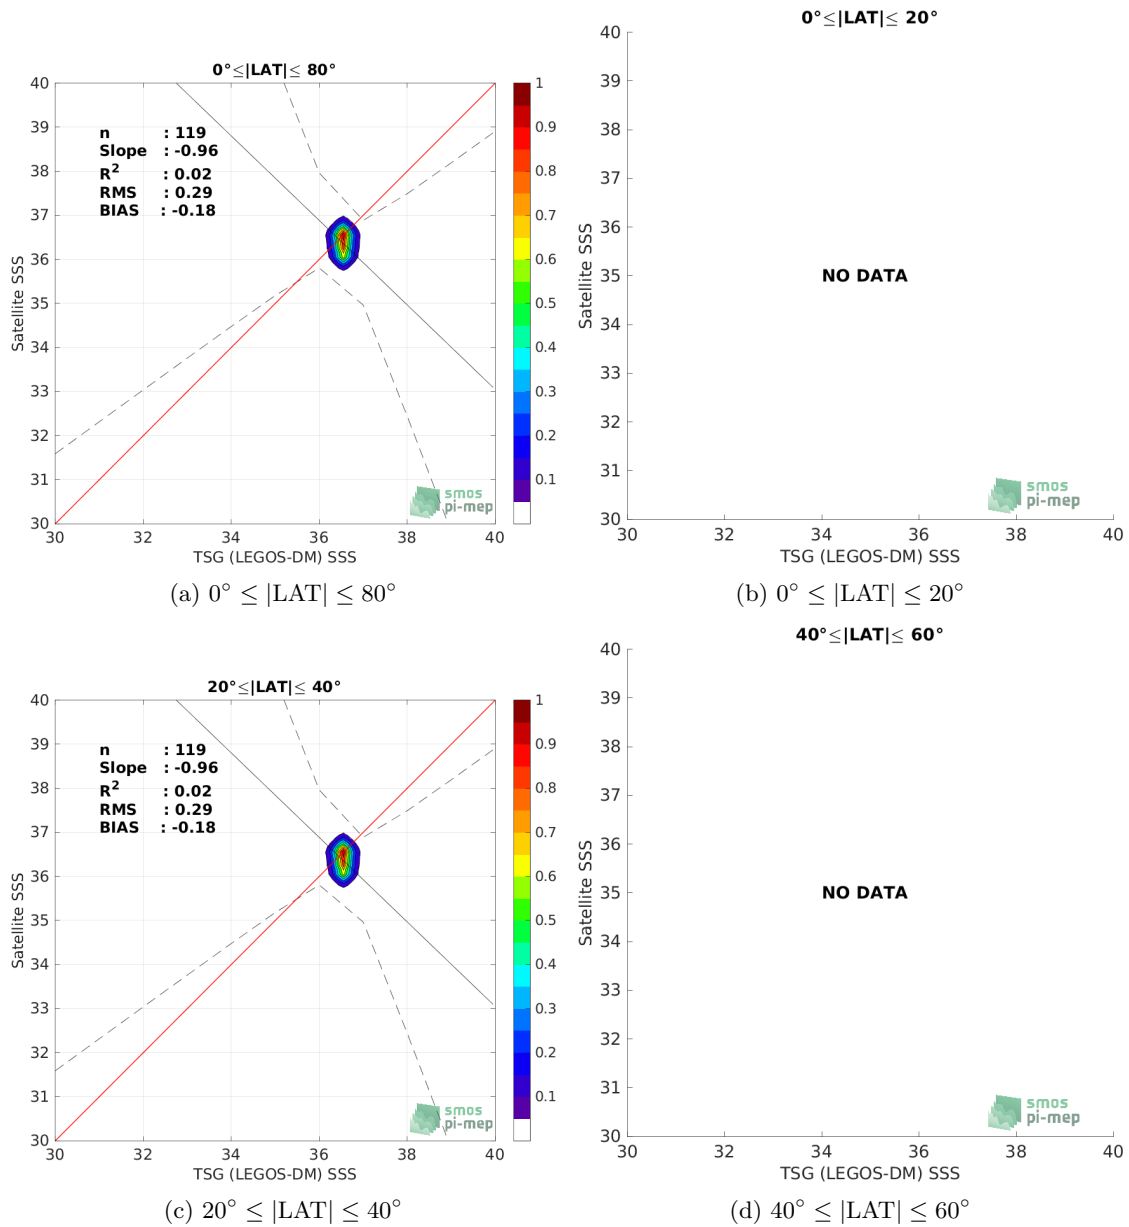 0°≤|LAT|≤ 80°
40
39
38
37
36
35
34
33
32
31
30
Satellite SSS
n : 119
Slope : -0.96
R² : 0.02
RMS : 0.29
BIAS : -0.18
1
0.9
0.8
0.7
0.6
0.5
0.4
0.3
0.2
0.1
smos
pi-mep
30 32 34 36 38 40
TSG (LEGOS-DM) SSS
(a) 0° ≤ |LAT| ≤ 80°
0°≤|LAT|≤ 20°
40
39
38
37
36
35
34
33
32
31
30
Satellite SSS
NO DATA
smos
pi-mep
30 32 34 36 38 40
TSG (LEGOS-DM) SSS
(b) 0° ≤ |LAT| ≤ 20°
20°≤|LAT|≤ 40°
40
39
38
37
36
35
34
33
32
31
30
Satellite SSS
n : 119
Slope : -0.96
R² : 0.02
RMS : 0.29
BIAS : -0.18
1
0.9
0.8
0.7
0.6
0.5
0.4
0.3
0.2
0.1
smos
pi-mep
30 32 34 36 38 40
TSG (LEGOS-DM) SSS
(c) 20° ≤ |LAT| ≤ 40°
40°≤|LAT|≤ 60°
40
39
38
37
36
35
34
33
32
31
30
Satellite SSS
NO DATA
smos
pi-mep
30 32 34 36 38 40
TSG (LEGOS-DM) SSS
(d) 40° ≤ |LAT| ≤ 60°